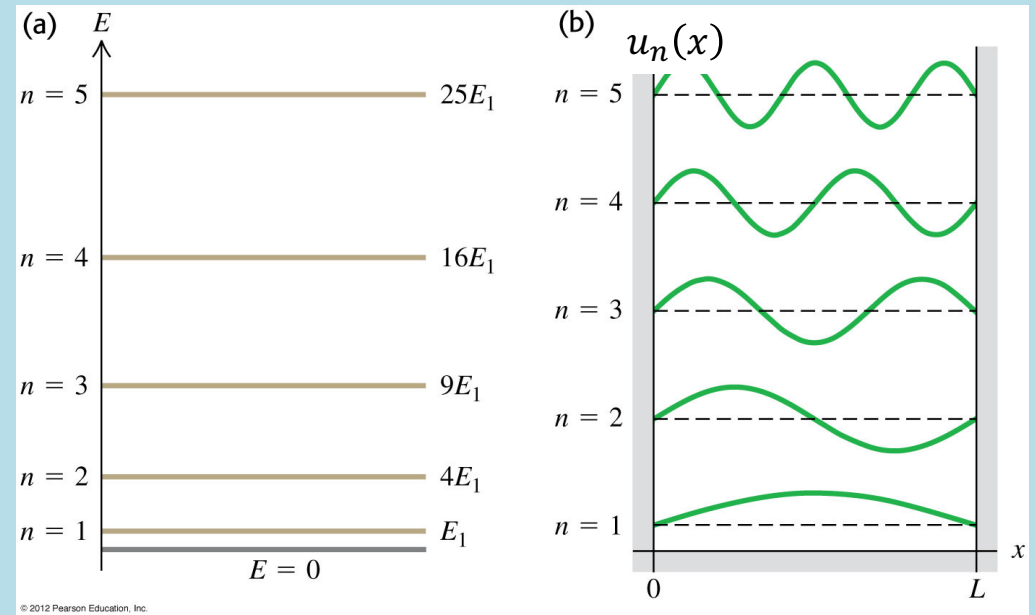 (a)
E
n = 5
25E₁
n = 4
16E₁
n = 3
9E₁
n = 2
4E₁
n = 1
E₁
E = 0
© 2012 Pearson Education, Inc.
(b)
uₙ(x)
n = 5
n = 4
n = 3
n = 2
n = 1
x
0
L